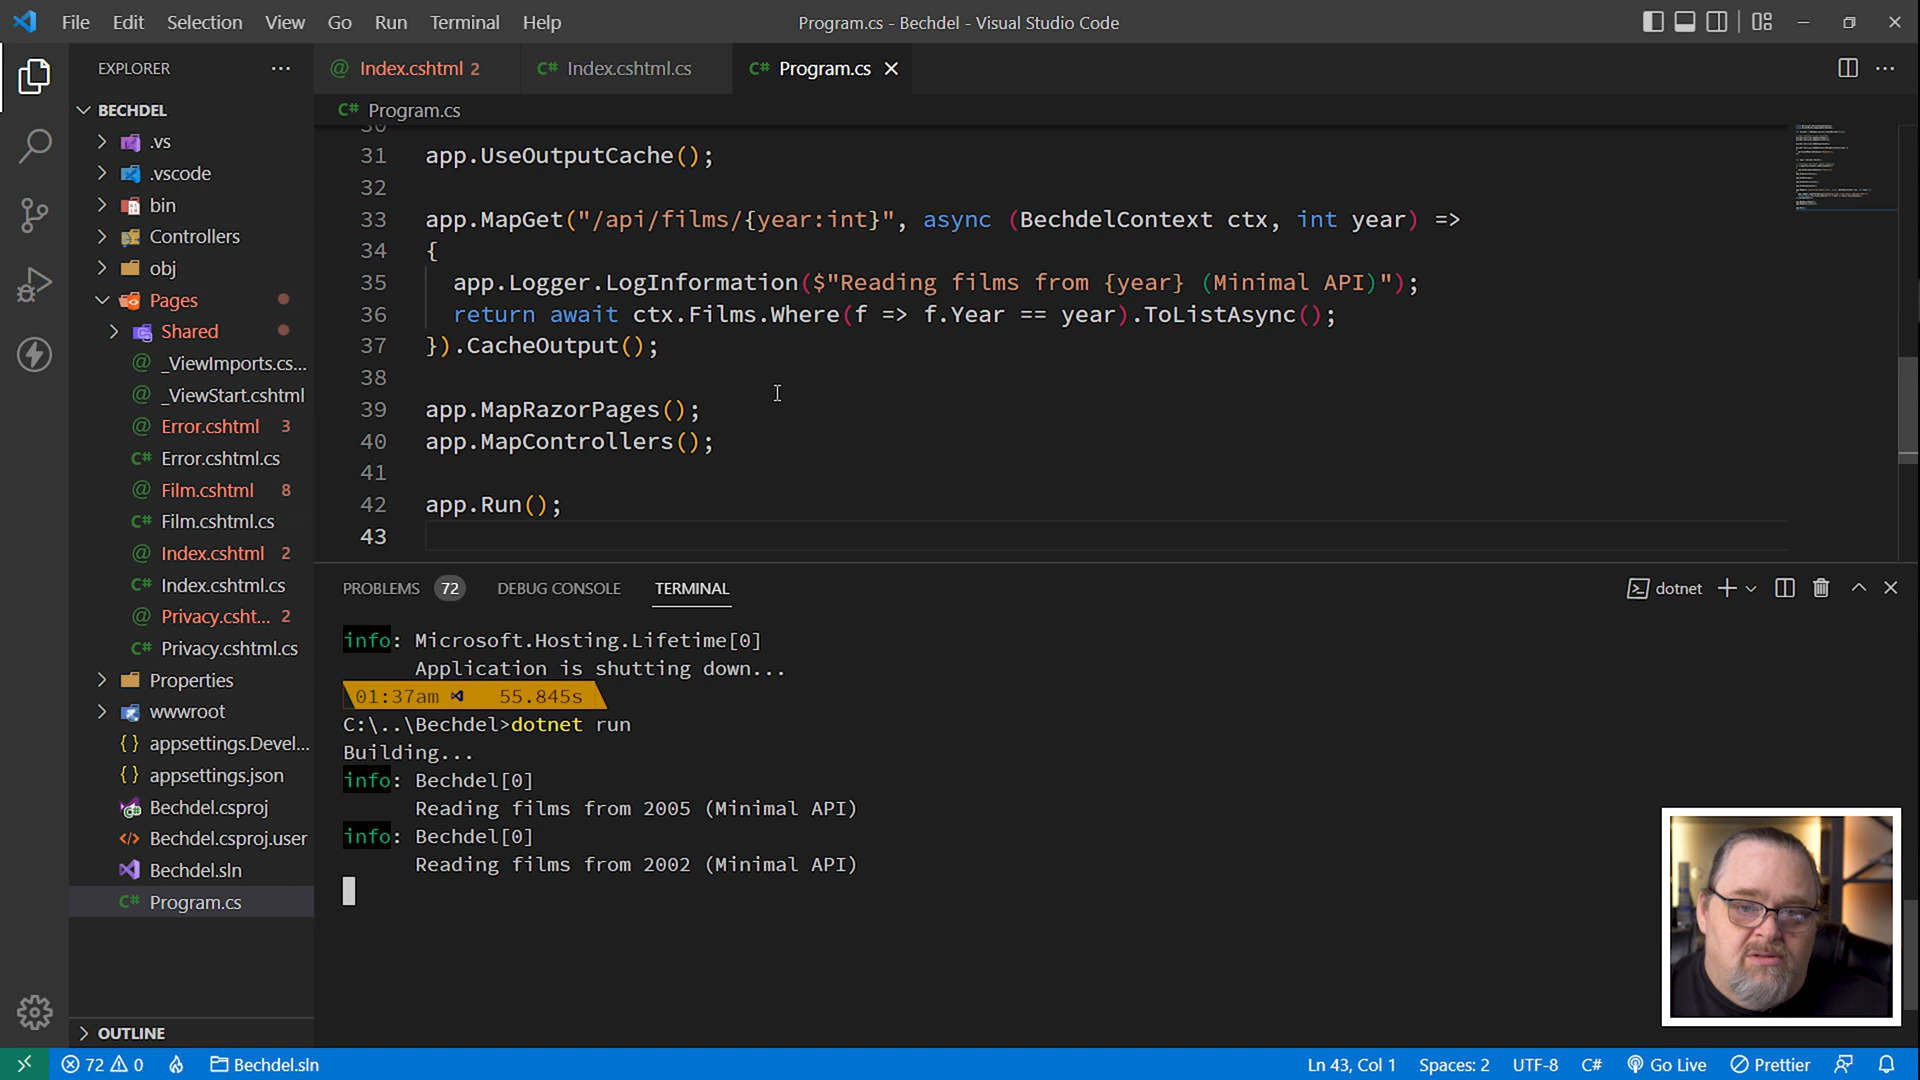 File Edit Selection View Go Run Terminal Help
Program.cs - Bechdel - Visual Studio Code
EXPLORER
BECHDEL
.vs
.vscode
bin
Controllers
obj
Pages
Shared
_ViewImports.cs...
_ViewStart.cshtml
Error.cshtml 3
Error.cshtml.cs
Film.cshtml 8
Film.cshtml.cs
Index.cshtml 2
Index.cshtml.cs
Privacy.csht... 2
Privacy.cshtml.cs
Properties
wwwroot
{ } appsettings.Devel...
{ } appsettings.json
Bechdel.csproj
Bechdel.csproj.user
Bechdel.sln
C# Program.cs
OUTLINE
@ Index.cshtml 2 C# Index.cshtml.cs C# Program.cs
C# Program.cs
30
31 app.UseOutputCache();
32
33 app.MapGet("/api/films/{year:int}", async (BechdelContext ctx, int year) =>
34 {
35 app.Logger.LogInformation($"Reading films from {year} (Minimal API)");
36 return await ctx.Films.Where(f => f.Year == year).ToListAsync();
37 }).CacheOutput();
38
39 app.MapRazorPages();
40 app.MapControllers();
41
42 app.Run();
43
PROBLEMS 72 DEBUG CONSOLE TERMINAL
dotnet
info: Microsoft.Hosting.Lifetime[0]
Application is shutting down...
01:37am 55.845s
C:\..\Bechdel>dotnet run
Building...
info: Bechdel[0]
Reading films from 2005 (Minimal API)
info: Bechdel[0]
Reading films from 2002 (Minimal API)
72 0 Bechdel.sln
Ln 43, Col 1 Spaces: 2 UTF-8 C# Go Live Prettier